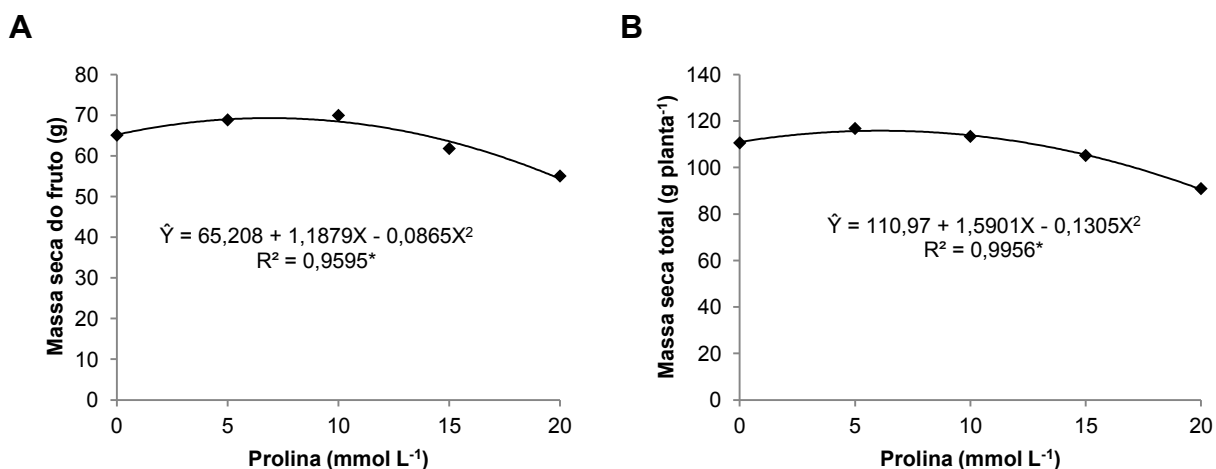 A
Massa seca do fruto (g)
80
70
60
50
40
30
20
10
0
Ŷ = 65,208 + 1,1879X - 0,0865X²
R² = 0,9595*
0 5 10 15 20
Prolina (mmol L⁻¹)
B
Massa seca total (g planta⁻¹)
140
120
100
80
60
40
20
0
Ŷ = 110,97 + 1,5901X - 0,1305X²
R² = 0,9956*
0 5 10 15 20
Prolina (mmol L⁻¹)